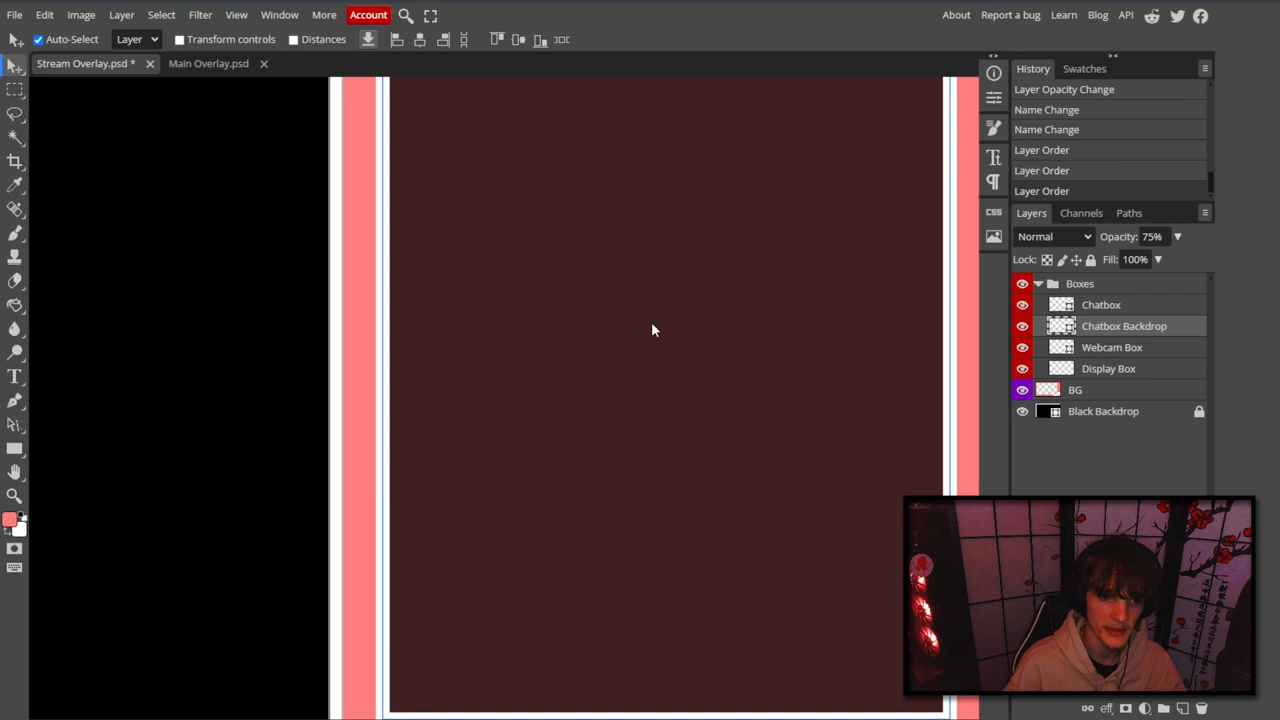 File Edit Image Layer Select Filter View Window More Account About Report a bug Learn Blog API
Auto-Select Layer Transform controls Distances
Stream Overlay.psd * Main Overlay.psd
History Swatches
Layer Opacity Change
Name Change
Name Change
Layer Order
Layer Order
Layer Order
Layers Channels Paths
Normal Opacity: 75%
Lock: Fill: 100%
Boxes
Chatbox
Chatbox Backdrop
Webcam Box
Display Box
BG
Black Backdrop
CSS
eff